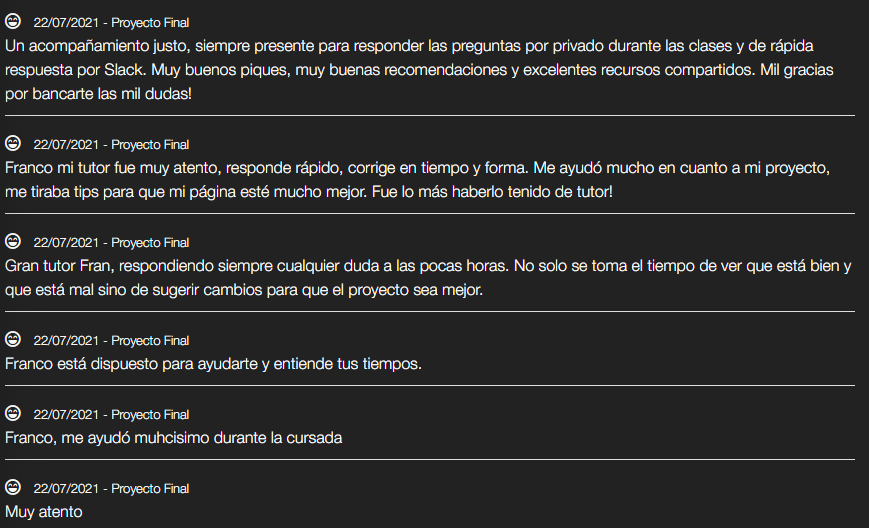 22/07/2021 - Proyecto Final
Un acompañamiento justo, siempre presente para responder las preguntas por privado durante las clases y de rápida
respuesta por Slack. Muy buenos piques, muy buenas recomendaciones y excelentes recursos compartidos. Mil gracias
por bancarte las mil dudas!
22/07/2021 - Proyecto Final
Franco mi tutor fue muy atento, responde rápido, corrige en tiempo y forma. Me ayudó mucho en cuanto a mi proyecto,
me tiraba tips para que mi página esté mucho mejor. Fue lo más haberlo tenido de tutor!
22/07/2021 - Proyecto Final
Gran tutor Fran, respondiendo siempre cualquier duda a las pocas horas. No solo se toma el tiempo de ver que está bien y
que está mal sino de sugerir cambios para que el proyecto sea mejor.
22/07/2021 - Proyecto Final
Franco está dispuesto para ayudarte y entiende tus tiempos.
22/07/2021 - Proyecto Final
Franco, me ayudó muhcisimo durante la cursada
22/07/2021 - Proyecto Final
Muy atento